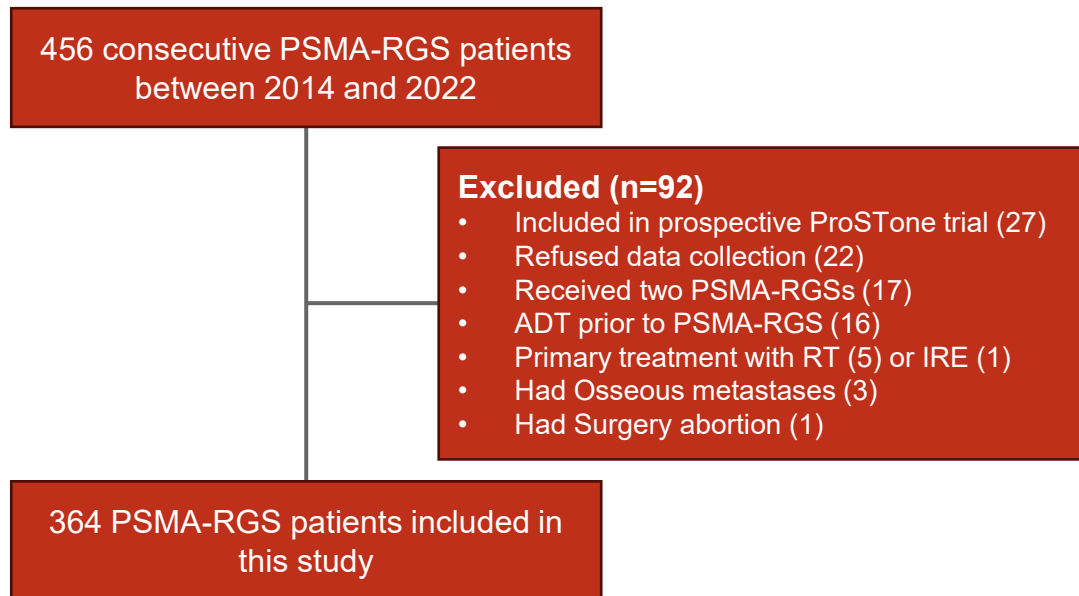 456 consecutive PSMA-RGS patients
between 2014 and 2022
Excluded (n=92)
• Included in prospective ProSTone trial (27)
• Refused data collection (22)
• Received two PSMA-RGSs (17)
• ADT prior to PSMA-RGS (16)
• Primary treatment with RT (5) or IRE (1)
• Had Osseous metastases (3)
• Had Surgery abortion (1)
364 PSMA-RGS patients included in
this study